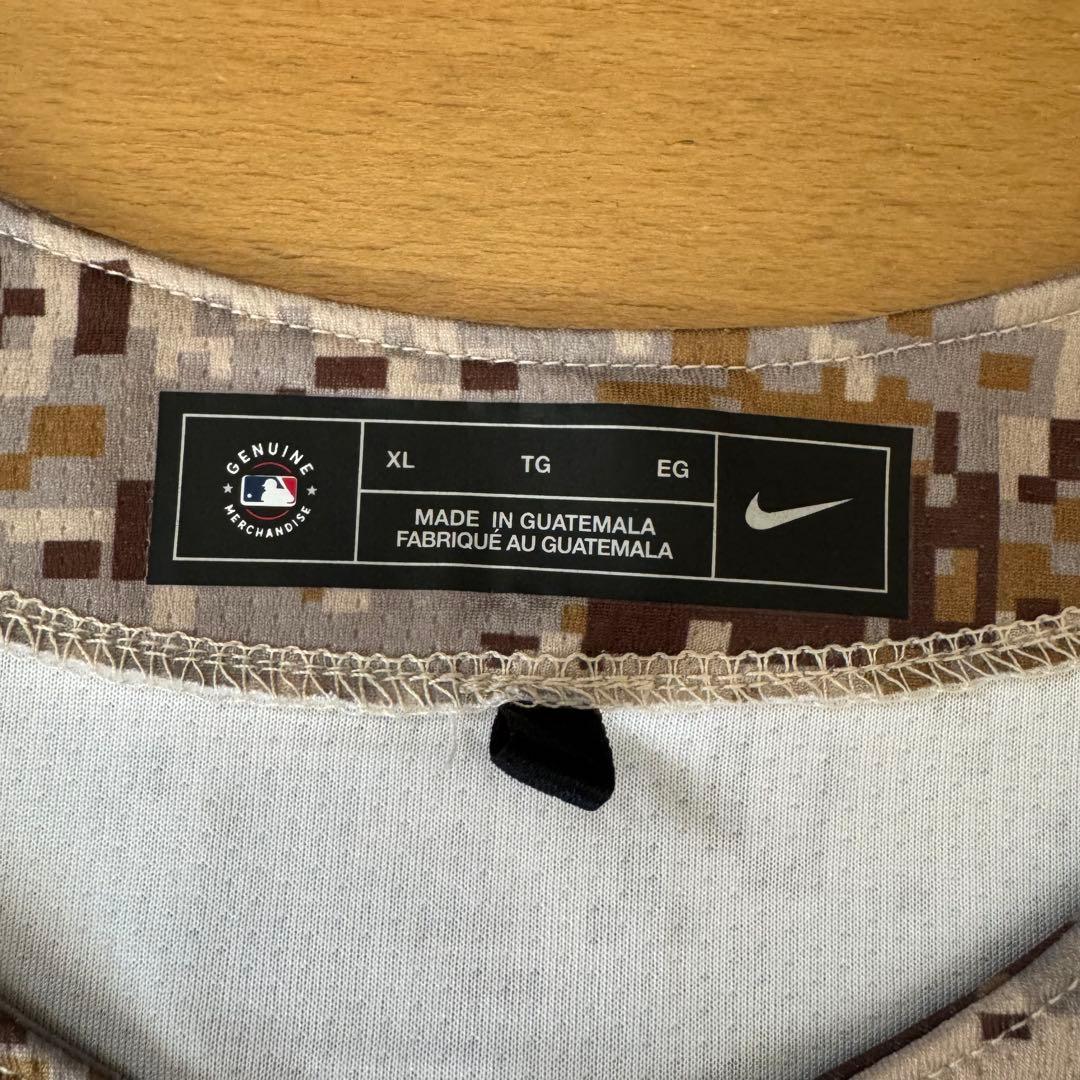 GENUINE
MERCHANDISE
XL TG EG
MADE IN GUATEMALA
FABRIQUÉ AU GUATEMALA